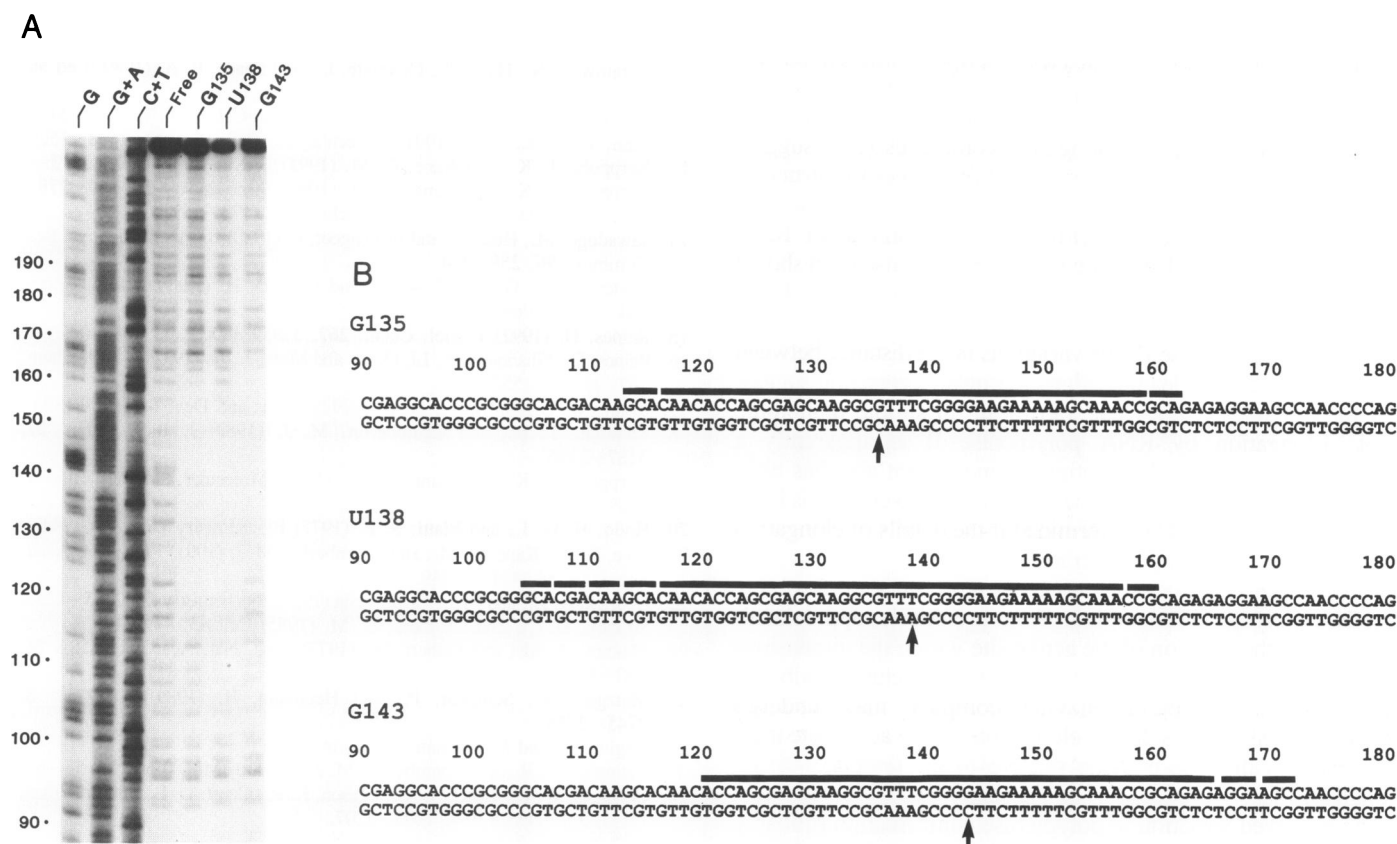 A
G
G+A
C+T
Free
G135
U138
G143
190
180
170
160
150
140
130
120
110
100
90
B
G135
90 100 110 120 130 140 150 160 170 180
CGAGGCACCCGCGGGCACGACAAGCACAACACCAGCGAGCAAGGCGTTTCGGGGAAGAAAAAGCAAACCGCAGAGAGGAAGCCAACCCCAG
GCTCCGTGGGCGCCCGTGCTGTTCGTGTTGTGGTCGCTCGTTCCGCAAAGCCCCTTCTTTTTCGTTTGGCGTCTCTCCTTCGGTTGGGGTC
U138
90 100 110 120 130 140 150 160 170 180
CGAGGCACCCGCGGGCACGACAAGCACAACACCAGCGAGCAAGGCGTTTCGGGGAAGAAAAAGCAAACCGCAGAGAGGAAGCCAACCCCAG
GCTCCGTGGGCGCCCGTGCTGTTCGTGTTGTGGTCGCTCGTTCCGCAAAGCCCCTTCTTTTTCGTTTGGCGTCTCTCCTTCGGTTGGGGTC
G143
90 100 110 120 130 140 150 160 170 180
CGAGGCACCCGCGGGCACGACAAGCACAACACCAGCGAGCAAGGCGTTTCGGGGAAGAAAAAGCAAACCGCAGAGAGGAAGCCAACCCCAG
GCTCCGTGGGCGCCCGTGCTGTTCGTGTTGTGGTCGCTCGTTCCGCAAAGCCCCTTCTTTTTCGTTTGGCGTCTCTCCTTCGGTTGGGGTC